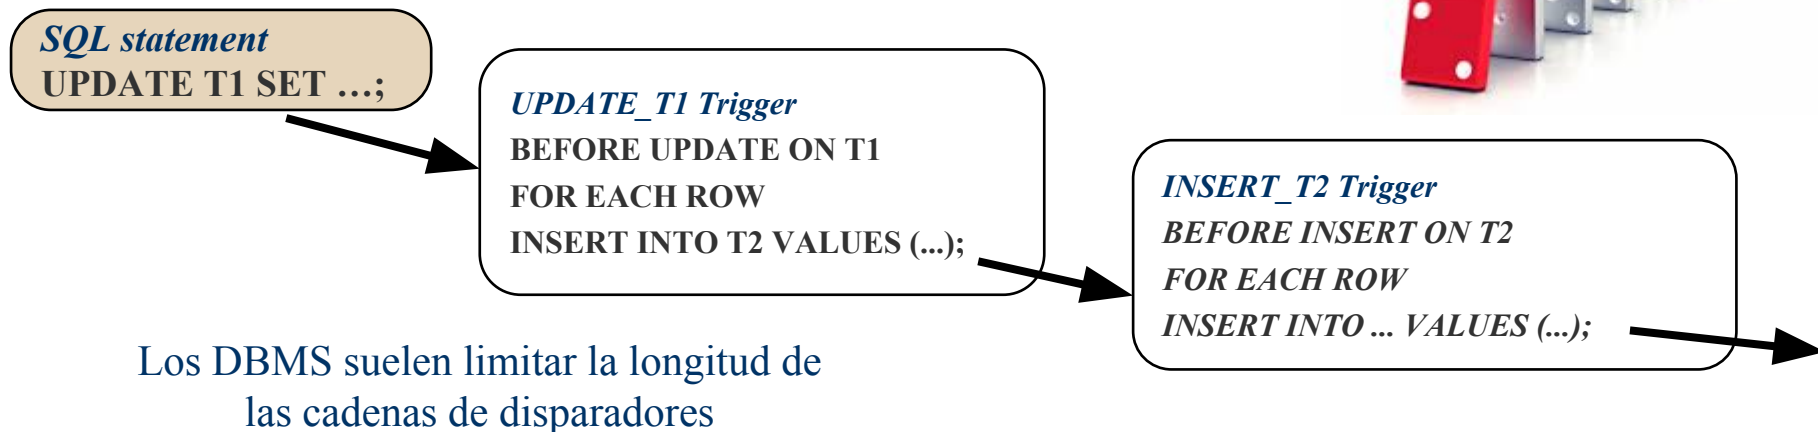 SQL statement
UPDATE T1 SET …;
UPDATE_T1 Trigger
BEFORE UPDATE ON T1
FOR EACH ROW
INSERT INTO T2 VALUES (...);
INSERT_T2 Trigger
BEFORE INSERT ON T2
FOR EACH ROW
INSERT INTO ... VALUES (...);
Los DBMS suelen limitar la longitud de
las cadenas de disparadores